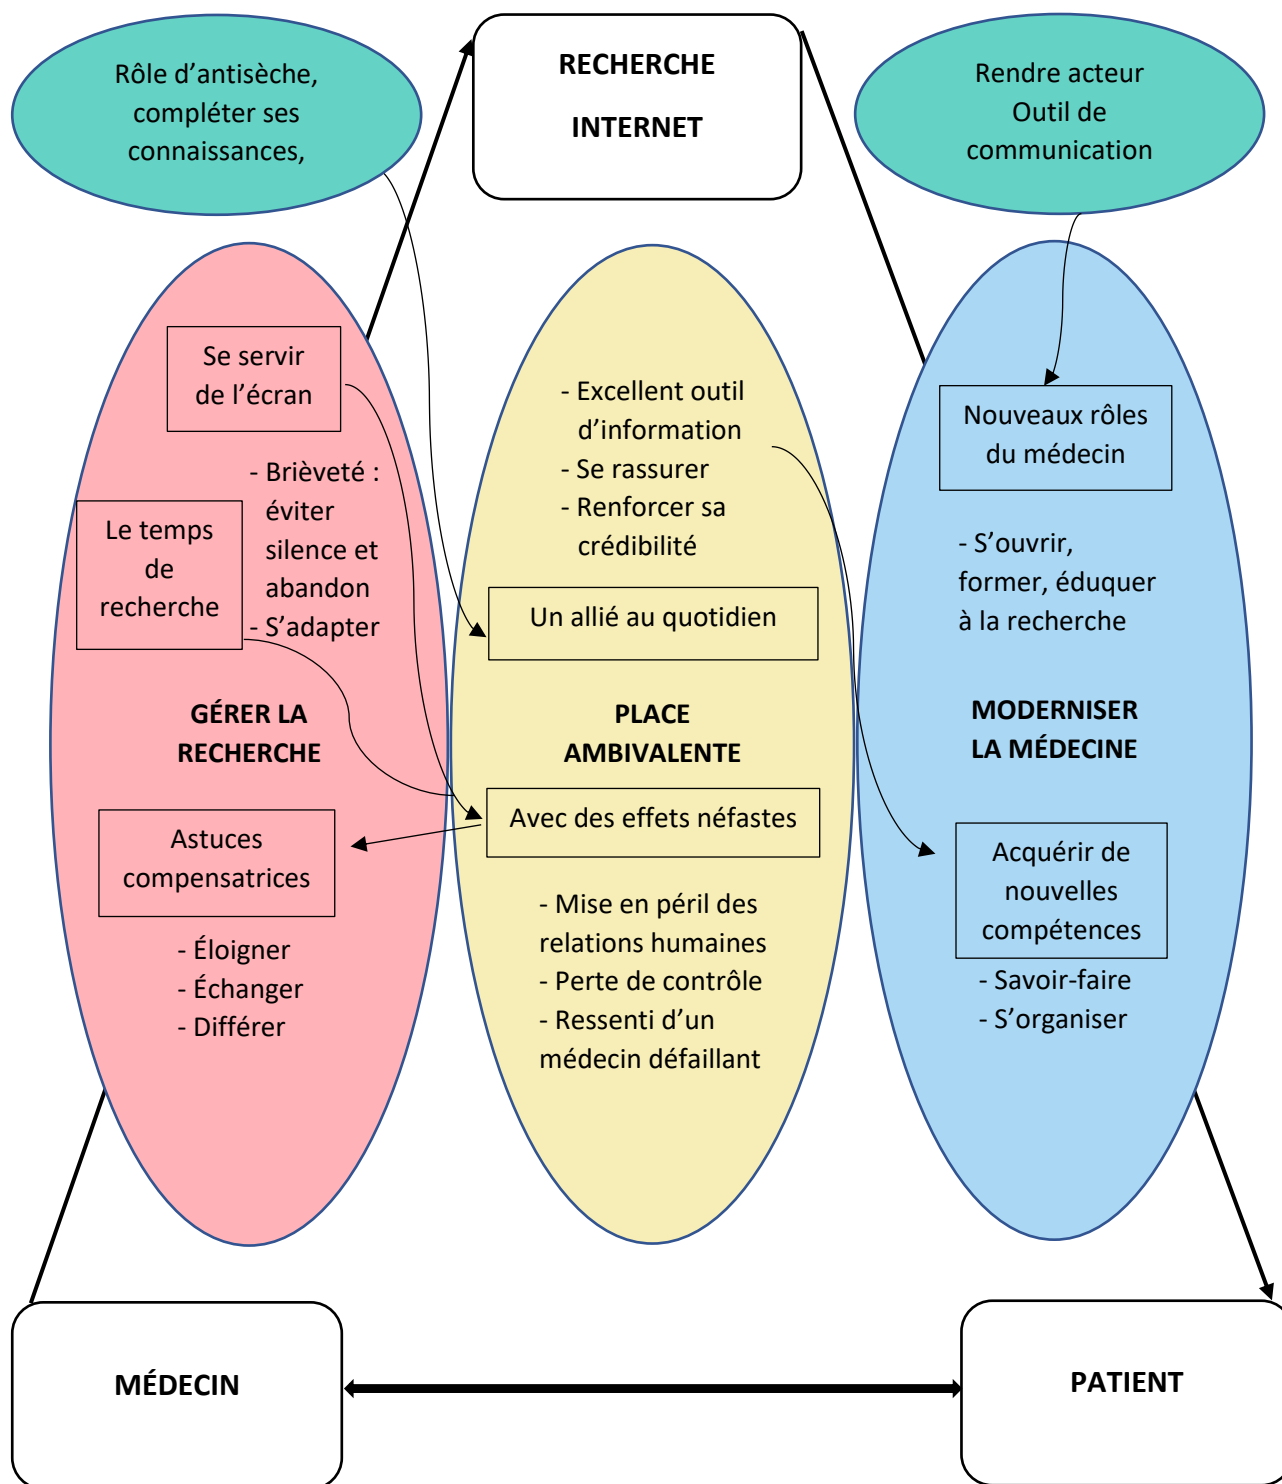 Rôle d’antisèche,
compléter ses
connaissances,
RECHERCHE
INTERNET
Rendre acteur
Outil de
communication
Se servir
de l’écran
- Brièveté :
éviter
silence et
abandon
- S’adapter
Le temps
de
recherche
GÉRER LA
RECHERCHE
Astuces
compensatrices
- Éloigner
- Échanger
- Différer
- Excellent outil
d’information
- Se rassurer
- Renforcer sa
crédibilité
Un allié au quotidien
PLACE
AMBIVALENTE
Avec des effets néfastes
- Mise en péril des
relations humaines
- Perte de contrôle
- Ressenti d’un
médecin défaillant
Nouveaux rôles
du médecin
- S’ouvrir,
former, éduquer
à la recherche
MODERNISER
LA MÉDECINE
Acquérir de
nouvelles
compétences
- Savoir-faire
- S’organiser
MÉDECIN
PATIENT